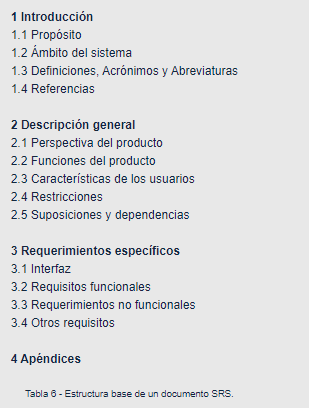 1 Introducción
1.1 Propósito
1.2 Ámbito del sistema
1.3 Definiciones, Acrónimos y Abreviaturas
1.4 Referencias
2 Descripción general
2.1 Perspectiva del producto
2.2 Funciones del producto
2.3 Características de los usuarios
2.4 Restricciones
2.5 Suposiciones y dependencias
3 Requerimientos específicos
3.1 Interfaz
3.2 Requisitos funcionales
3.3 Requerimientos no funcionales
3.4 Otros requisitos
4 Apéndices
Tabla 6 - Estructura base de un documento SRS.